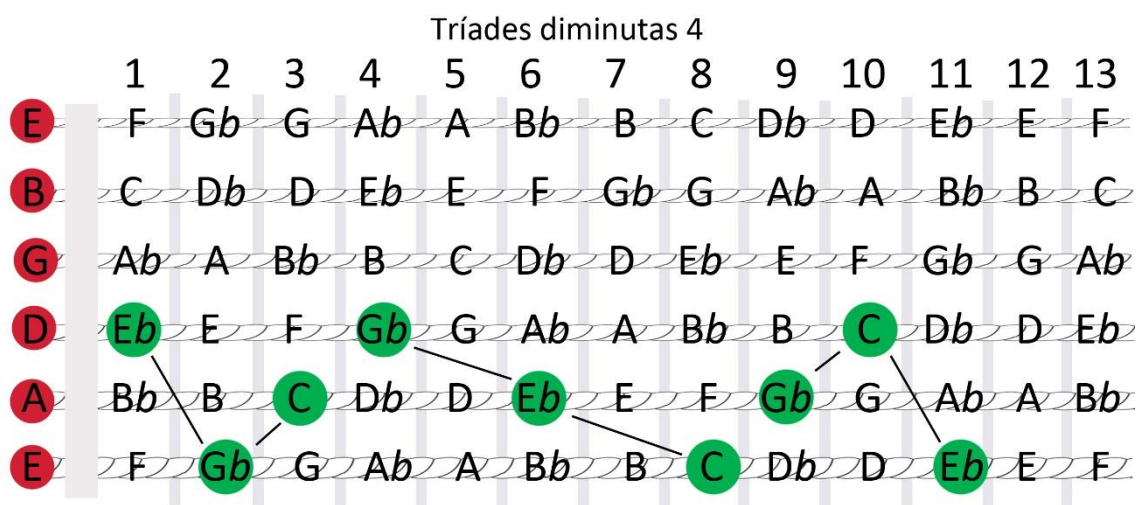 Tríades diminutas 4
1 2 3 4 5 6 7 8 9 10 11 12 13
E F Gb G Ab A Bb B C Db D Eb E F
B C Db D Eb E F Gb G Ab A Bb B C
G Ab A Bb B C Db D Eb E F Gb G Ab
D Eb E F Gb G Ab A Bb B C Db D Eb
A Bb B C Db D Eb E F Gb G Ab A Bb
E F Gb G Ab A Bb B C Db D Eb E F